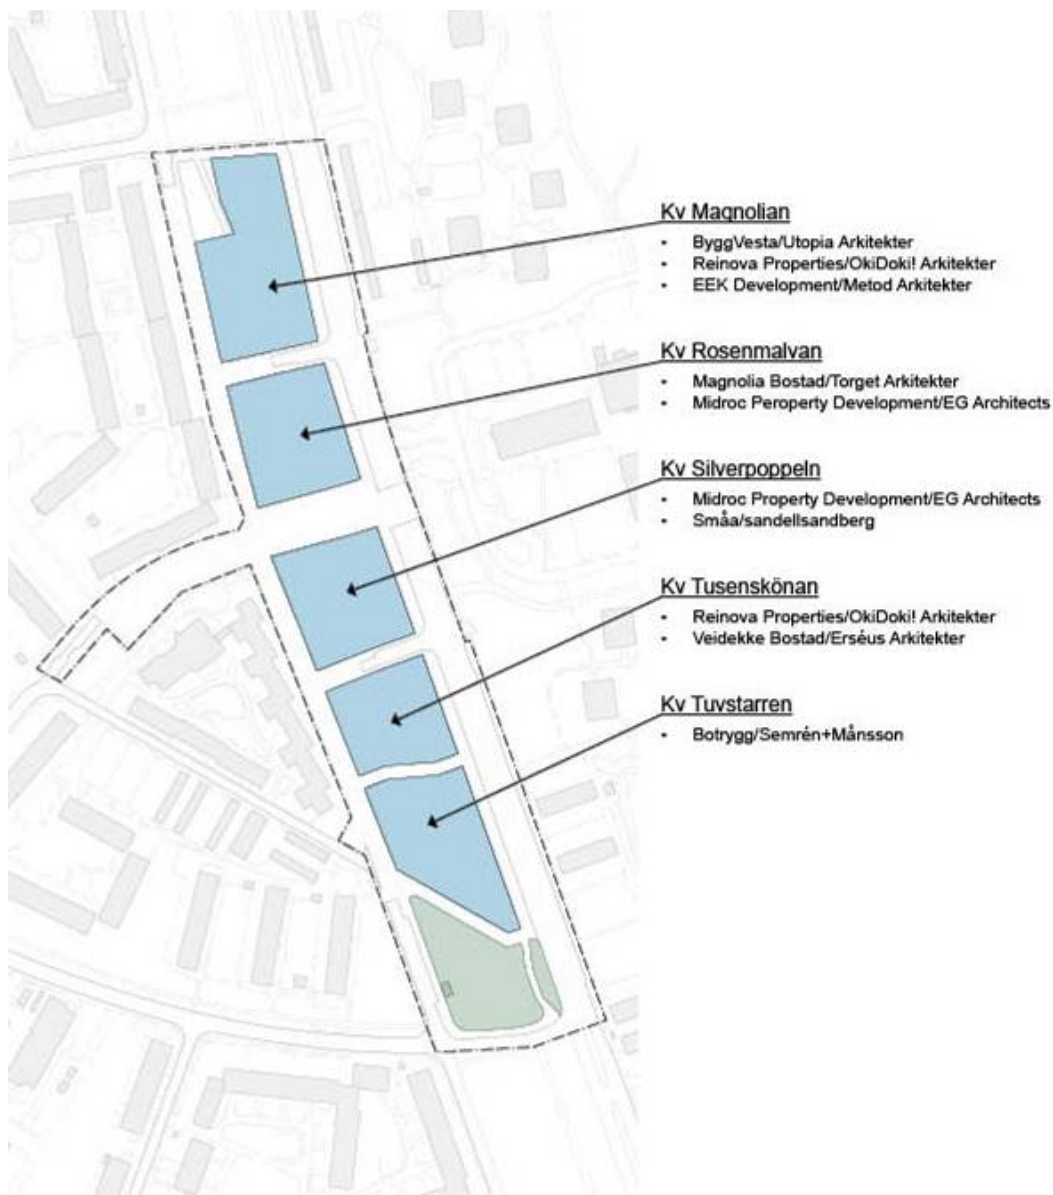 Kv Magnolian
• ByggVesta/Utopia Arkitekter
• Reinova Properties/OkiDoki! Arkitekter
• EEK Development/Metod Arkitekter
Kv Rosenmalvan
• Magnolia Bostad/Torget Arkitekter
• Midroc Peroperty Development/EG Architects
Kv Silverpoppeln
• Midroc Property Development/EG Architects
• Småa/sandellsandberg
Kv Tusenskönan
• Reinova Properties/OkiDoki! Arkitekter
• Veidekke Bostad/Erséus Arkitekter
Kv Tuvstarren
• Botrygg/Semrén+Månsson